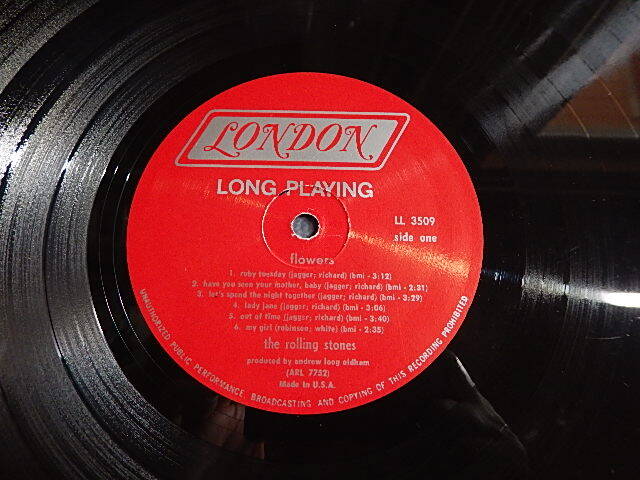 LONDON
LONG PLAYING
LL 3509
side one
flowers
1. ruby tuesday (jagger; richard) (bmi - 3:12)
2. have you seen your mother, baby (jagger; richard) (bmi - 2:31)
3. let's spend the night together (jagger; richard) (bmi - 3:29)
4. lady jane (jagger; richard) (bmi - 3:06)
5. out of time (jagger; richard) (bmi - 3:40)
6. my girl (robinson; white) (bmi - 2:35)
the rolling stones
produced by andrew loog oldham
(ARL 7752)
Made in U.S.A.
UNAUTHORIZED PUBLIC PERFORMANCE, BROADCASTING AND COPYING OF THIS RECORDING PROHIBITED